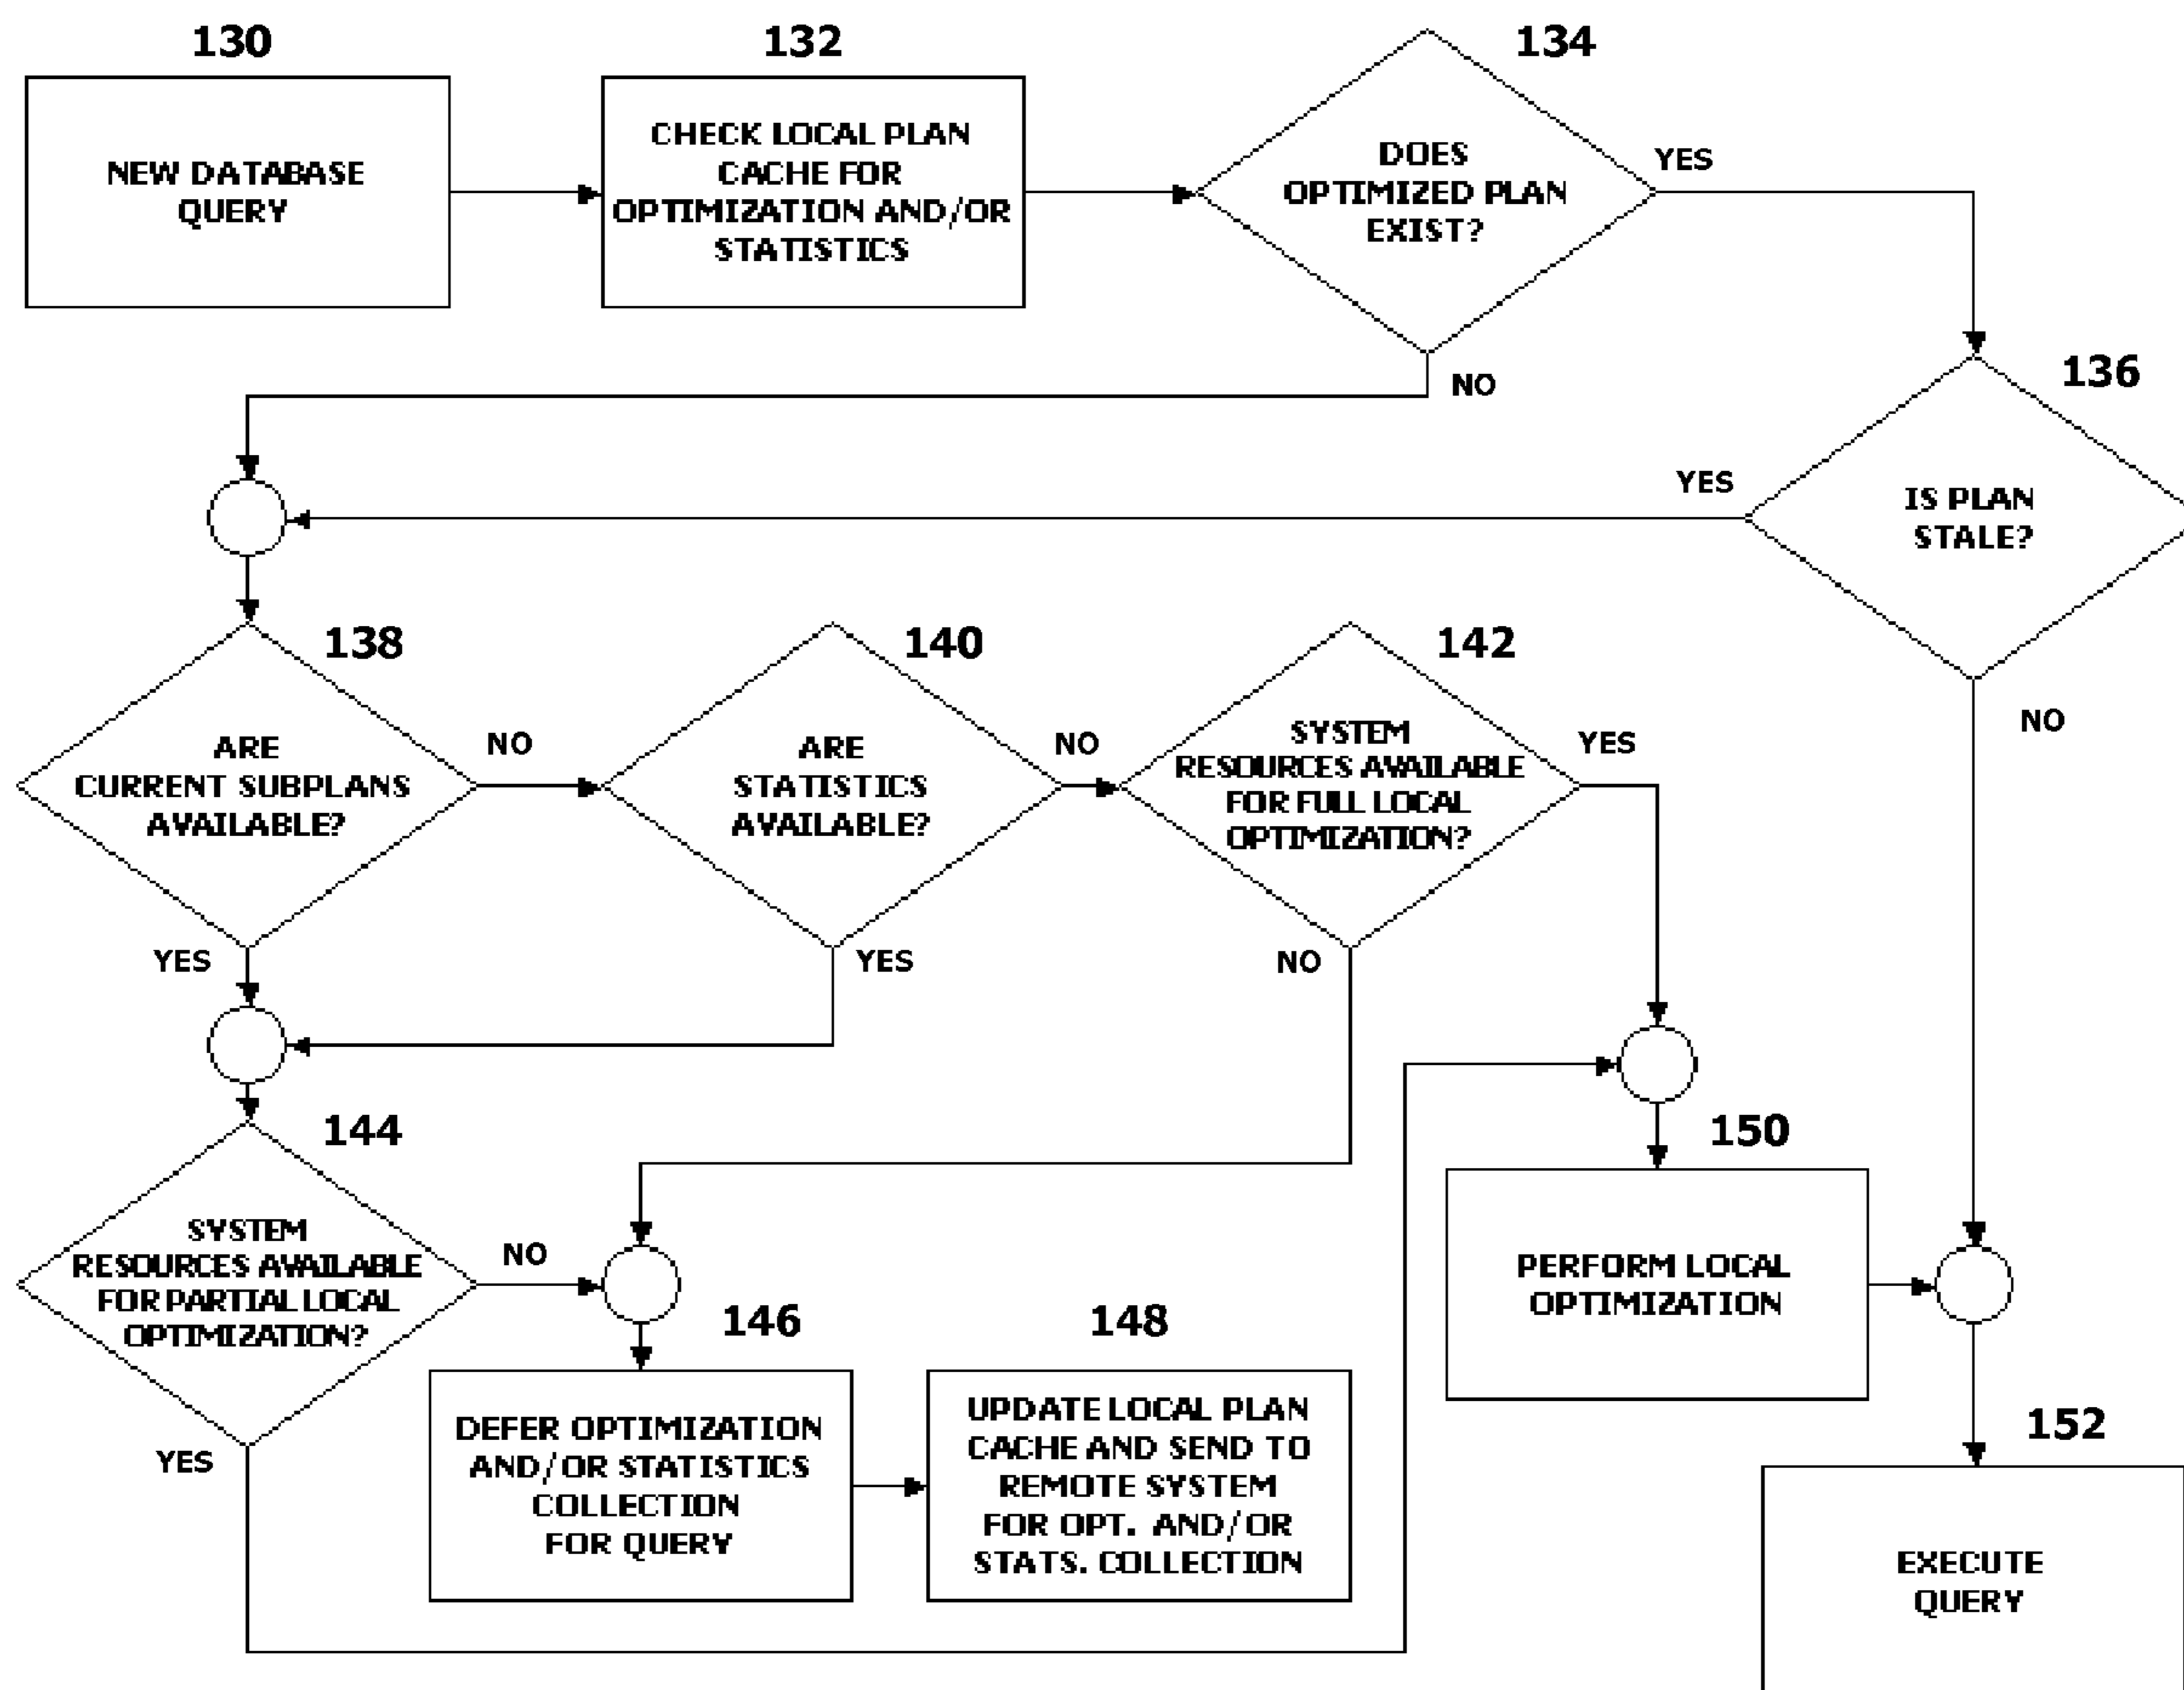 130
NEW DATABASE
QUERY
132
CHECK LOCAL PLAN
CACHE FOR
OPTIMIZATION AND/OR
STATISTICS
134
DOES
OPTIMIZED PLAN
EXIST?
YES
NO
136
IS PLAN
STALE?
YES
NO
138
ARE
CURRENT SUBPLANS
AVAILABLE?
NO
YES
140
ARE
STATISTICS
AVAILABLE?
NO
YES
142
SYSTEM
RESOURCES AVAILABLE
FOR FULL LOCAL
OPTIMIZATION?
YES
NO
144
SYSTEM
RESOURCES AVAILABLE
FOR PARTIAL LOCAL
OPTIMIZATION?
NO
YES
146
DEFER OPTIMIZATION
AND/OR STATISTICS
COLLECTION
FOR QUERY
148
UPDATE LOCAL PLAN
CACHE AND SEND TO
REMOTE SYSTEM
FOR OPT. AND/OR
STATS. COLLECTION
150
PERFORM LOCAL
OPTIMIZATION
152
EXECUTE
QUERY